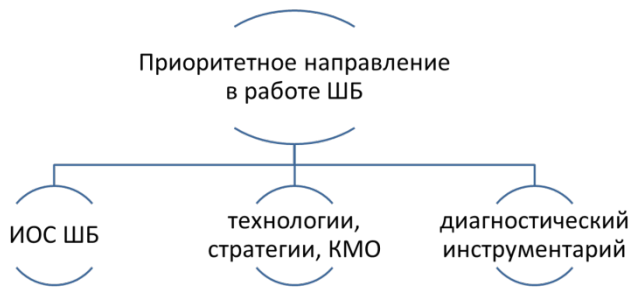 Приоритетное направление
в работе ШБ
ИОС ШБ
технологии,
стратегии, КМО
диагностический
инструментарий